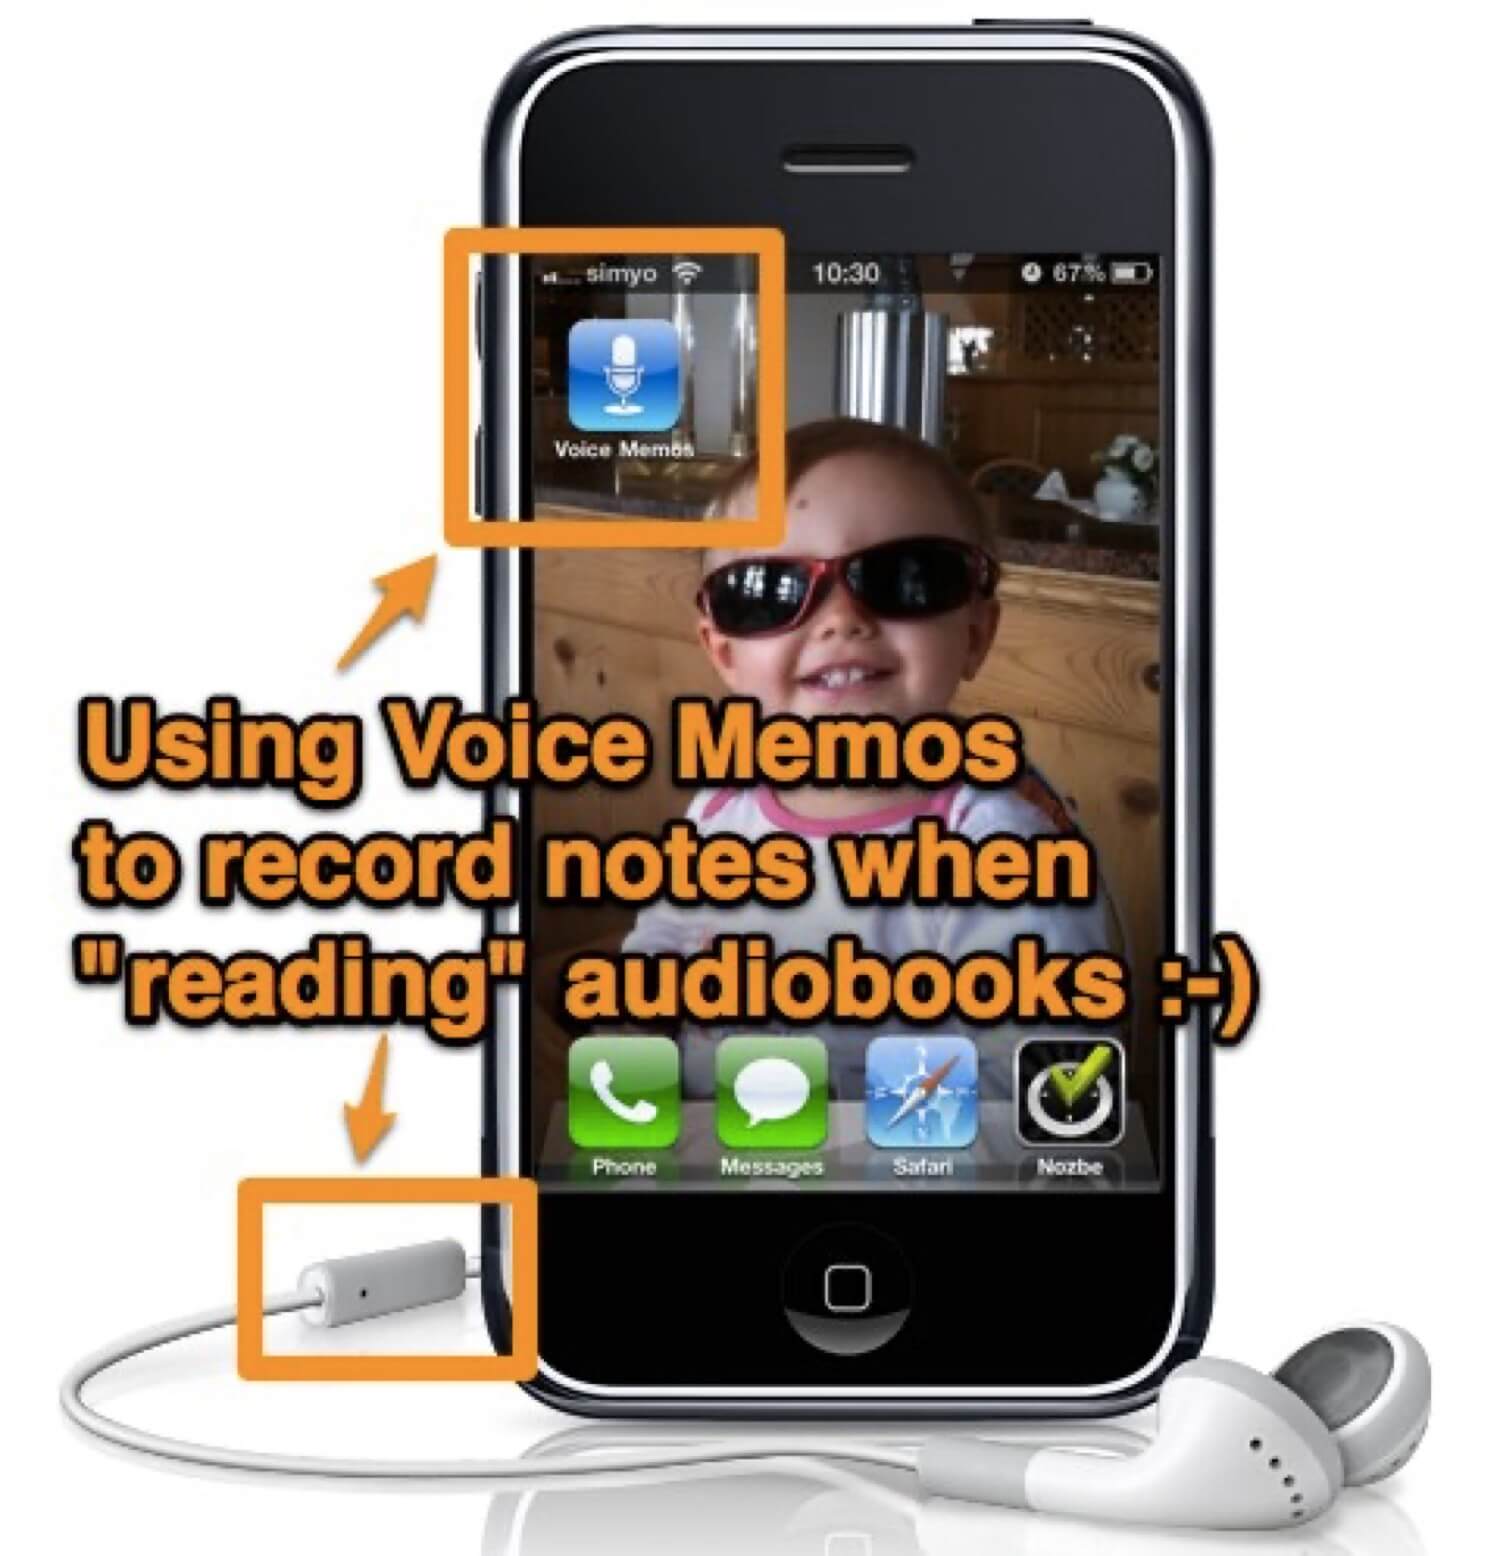 simyo 10:30 67%
Voice Memos
Using Voice Memos
to record notes when
"reading" audiobooks :-)
Phone Messages Safari Nozbe